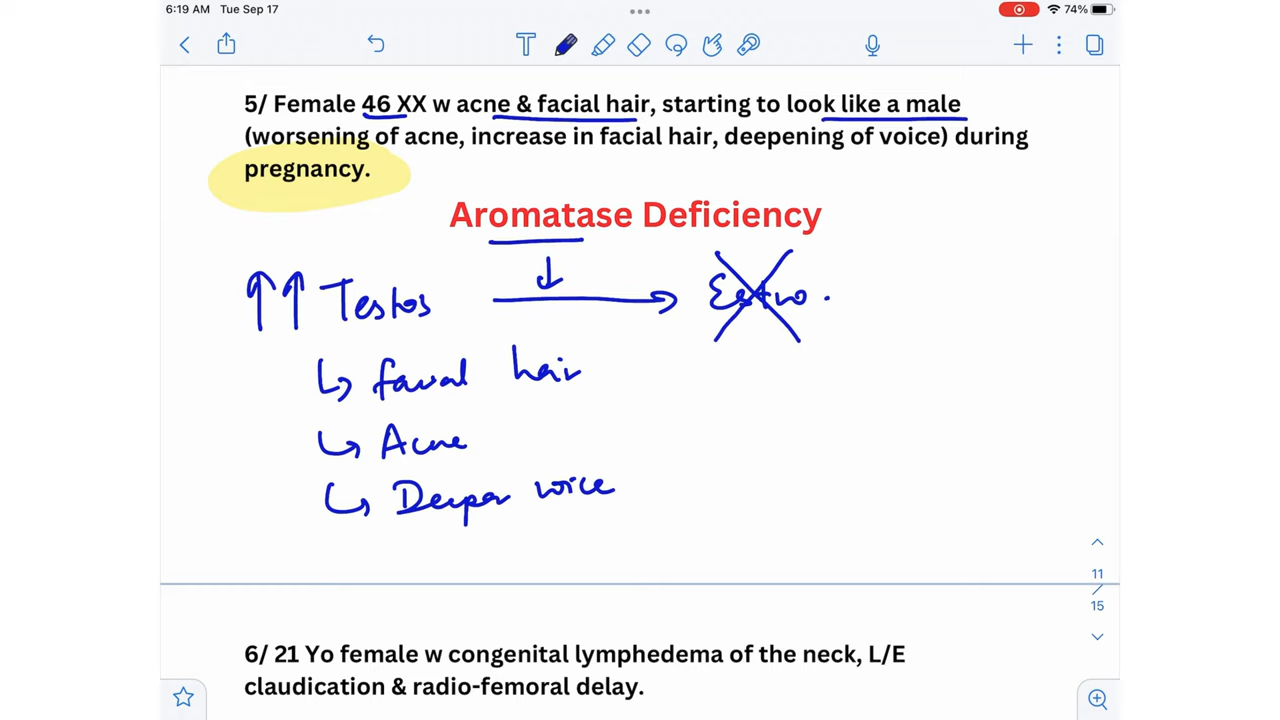 6:19 AM Tue Sep 17
74%
5/ Female 46 XX w acne & facial hair, starting to look like a male
(worsening of acne, increase in facial hair, deepening of voice) during
pregnancy.
Aromatase Deficiency
↑↑ Testos ↓ → Estro.
↳ facial hair
↳ Acne
↳ Deeper voice
11
/
15
6/ 21 Yo female w congenital lymphedema of the neck, L/E
claudication & radio-femoral delay.